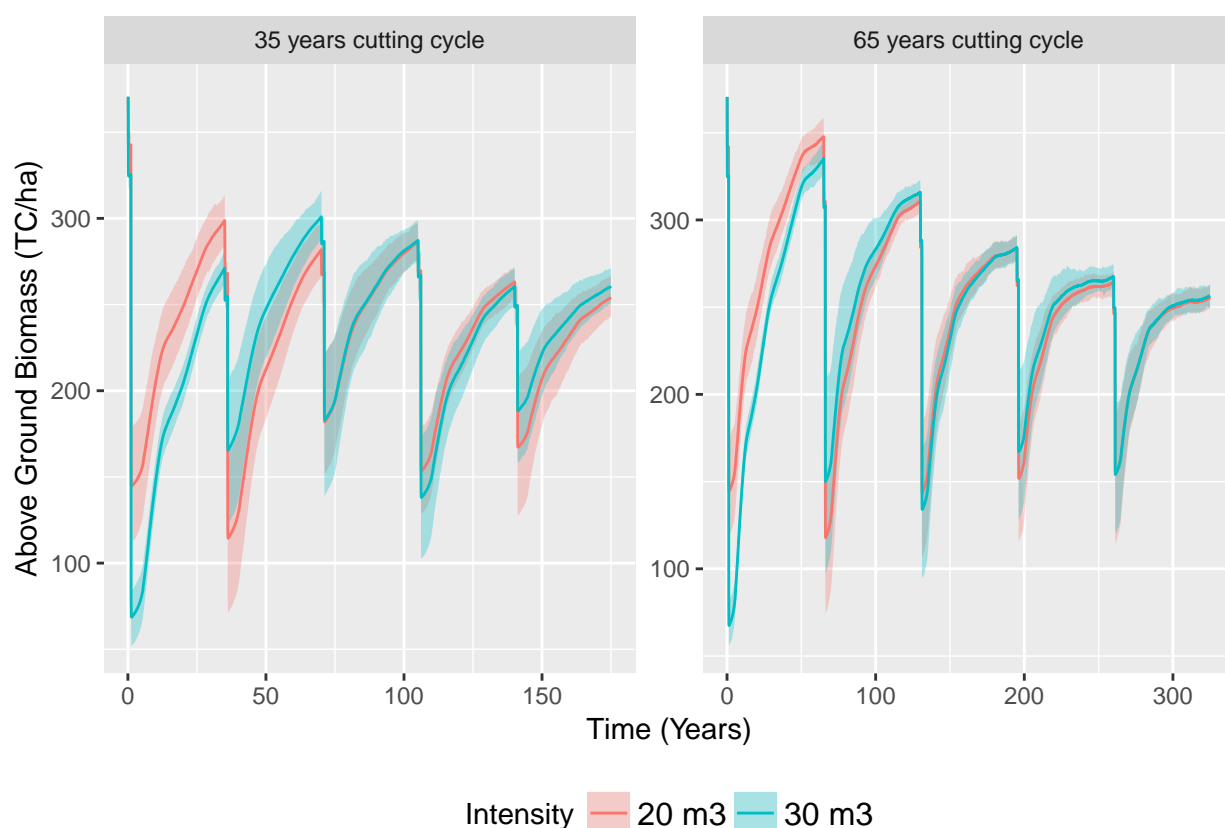 35 years cutting cycle
65 years cutting cycle
Above Ground Biomass (TC/ha)
300
200
100
300
200
100
0 50 100 150
0 100 200 300
Time (Years)
Intensity 20 m3 30 m3